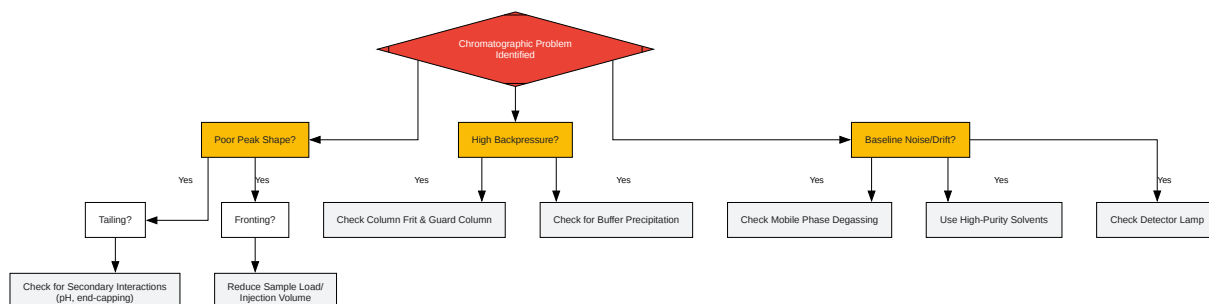 Chromatographic Problem
Identified
Poor Peak Shape?
High Backpressure?
Baseline Noise/Drift?
Yes
Yes
Yes
Yes
Yes
Yes
Yes
Tailing?
Fronting?
Check Column Frit & Guard Column
Check for Buffer Precipitation
Check Mobile Phase Degassing
Use High-Purity Solvents
Check Detector Lamp
Check for Secondary Interactions
(pH, end-capping)
Reduce Sample Load/
Injection Volume